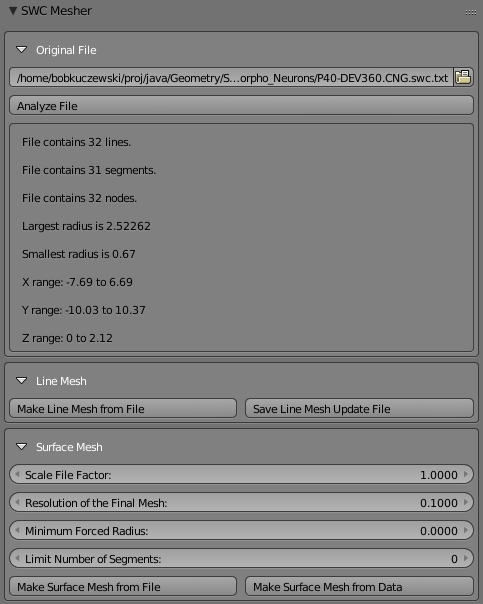 SWC Mesher
Original File
/home/bobkuczewski/proj/java/Geometry/S...orpho_Neurons/P40-DEV360.CNG.swc.txt
Analyze File
File contains 32 lines.
File contains 31 segments.
File contains 32 nodes.
Largest radius is 2.52262
Smallest radius is 0.67
X range: -7.69 to 6.69
Y range: -10.03 to 10.37
Z range: 0 to 2.12
Line Mesh
Make Line Mesh from File
Save Line Mesh Update File
Surface Mesh
Scale File Factor: 1.0000
Resolution of the Final Mesh: 0.1000
Minimum Forced Radius: 0.0000
Limit Number of Segments: 0
Make Surface Mesh from File
Make Surface Mesh from Data